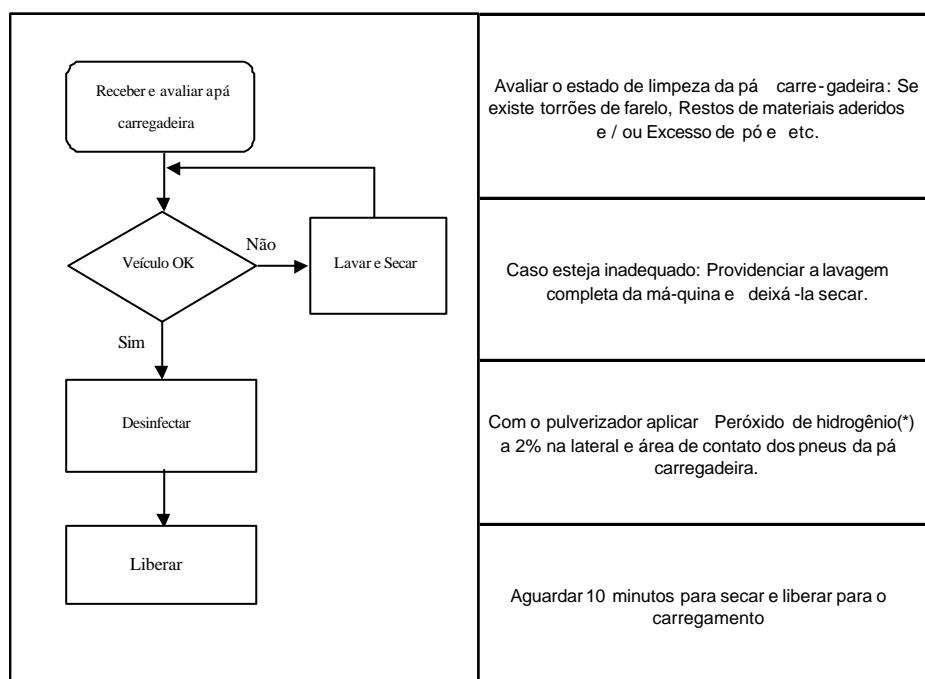 Receber e avaliar a pá
carregadeira
Avaliar o estado de limpeza da pá carre-gadeira: Se
existe torrões de farelo, Restos de materiais aderidos
e / ou Excesso de pó e etc.
Veículo OK
Não
Lavar e Secar
Caso esteja inadequado: Providenciar a lavagem
completa da má-quina e deixá-la secar.
Sim
Desinfectar
Com o pulverizador aplicar Peróxido de hidrogênio(*)
a 2% na lateral e área de contato dos pneus da pá
carregadeira.
Liberar
Aguardar 10 minutos para secar e liberar para o
carregamento